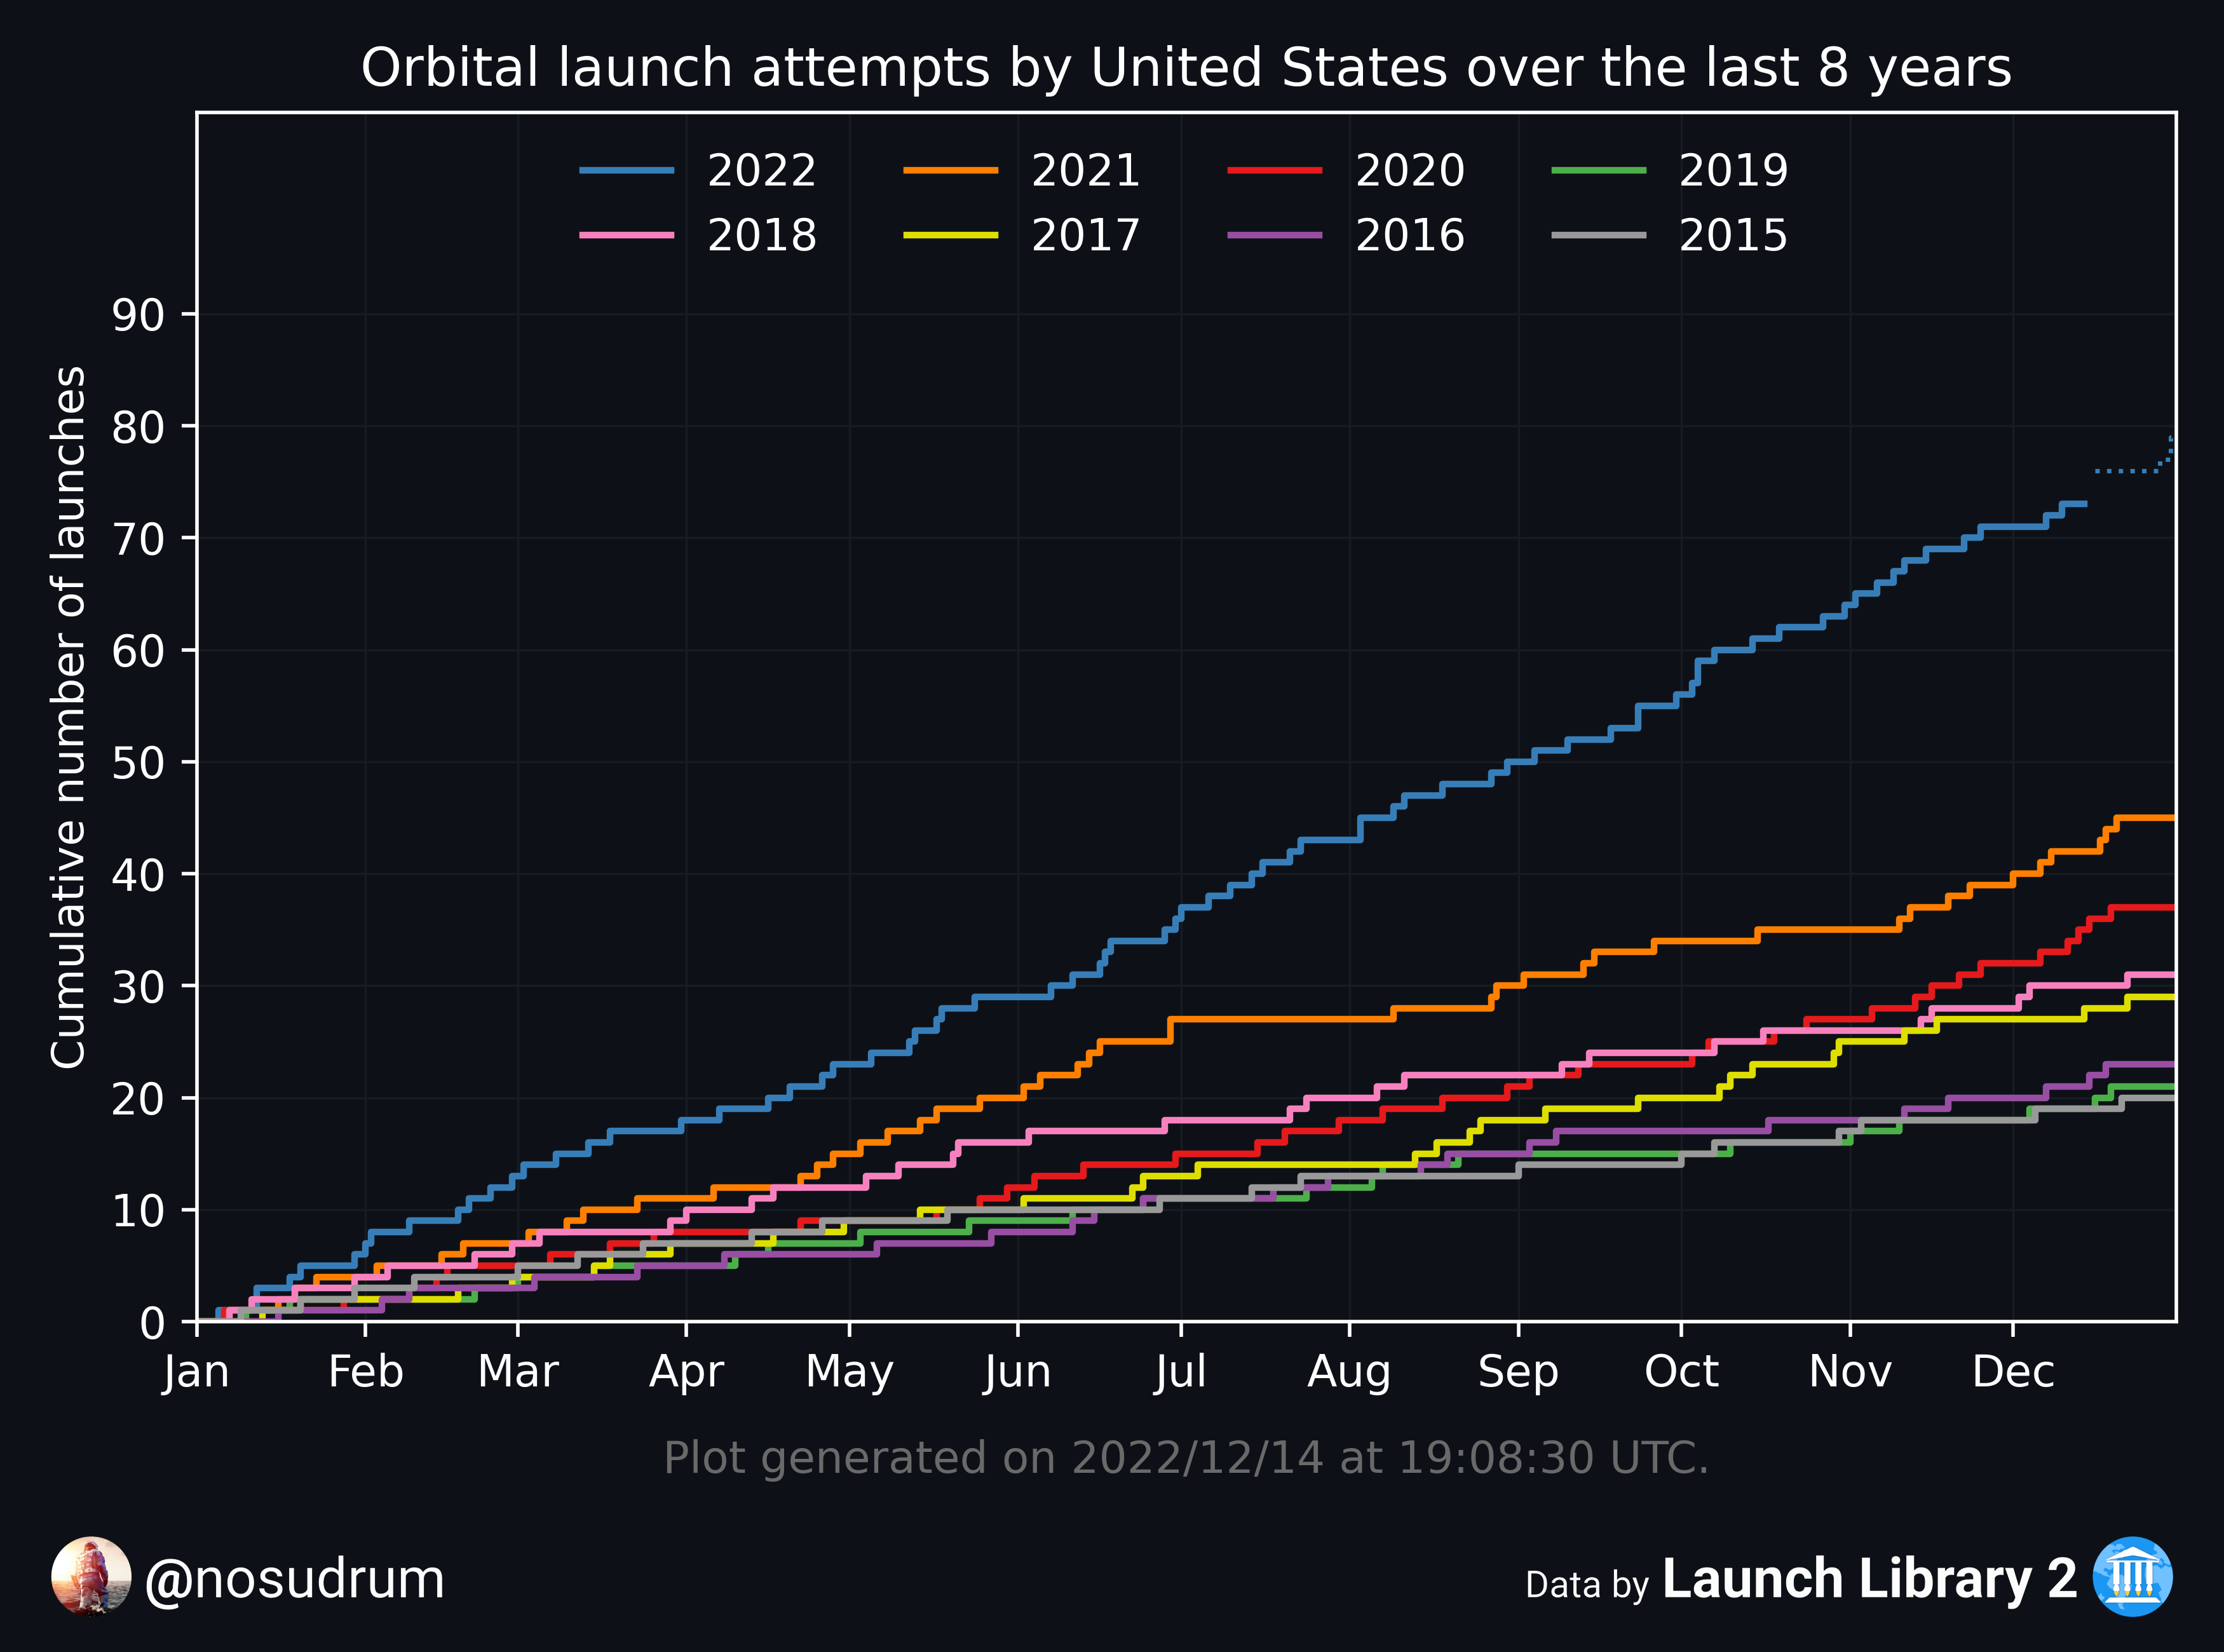 Orbital launch attempts by United States over the last 8 years
2022 2021 2020 2019
2018 2017 2016 2015
90
80
70
60
50
40
30
20
10
0
Cumulative number of launches
Jan Feb Mar Apr May Jun Jul Aug Sep Oct Nov Dec
Plot generated on 2022/12/14 at 19:08:30 UTC.
@nosudrum
Data by Launch Library 2